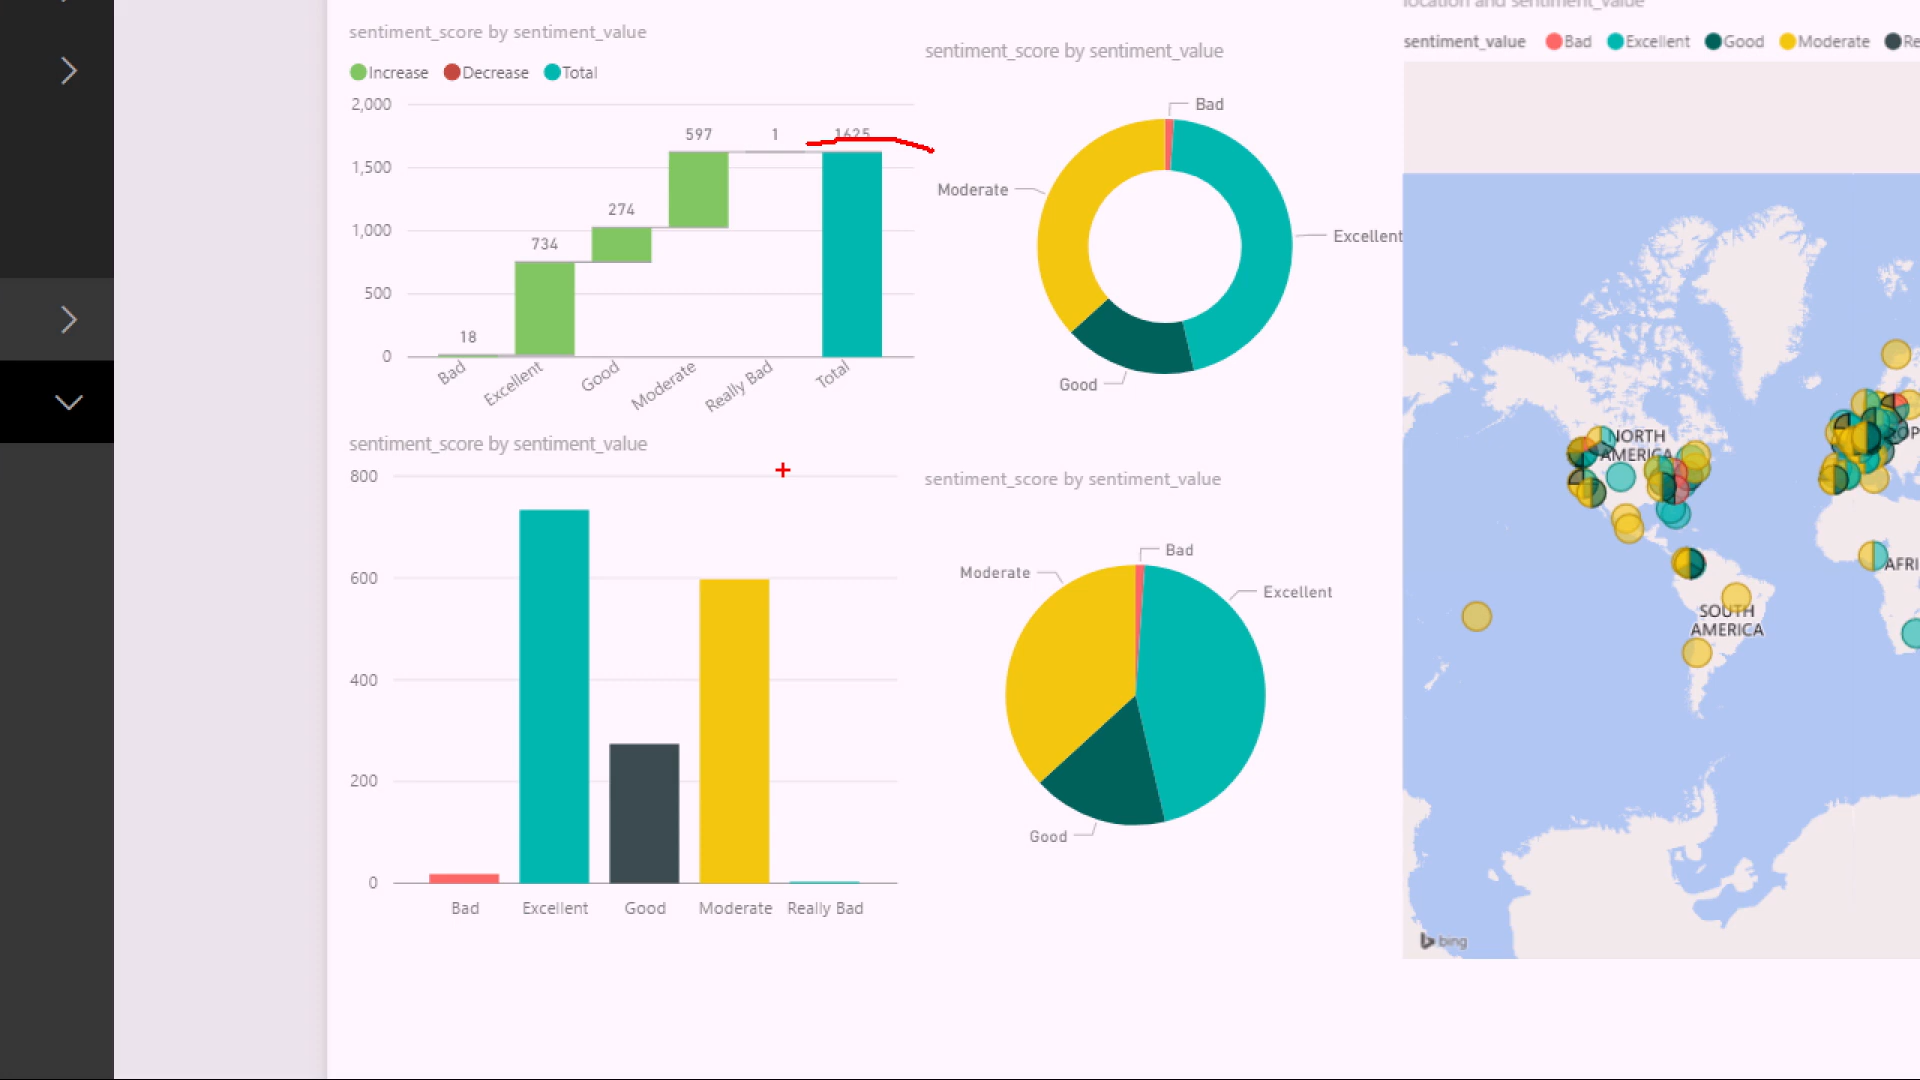 sentiment_score by sentiment_value
Increase Decrease Total
2,000
1,500
1,000
500
0
18
734
274
597
1
1625
Bad
Excellent
Good
Moderate
Really Bad
Total
sentiment_score by sentiment_value
Bad
Moderate
Excellent
Good
sentiment_score by sentiment_value
800
600
400
200
0
Bad Excellent Good Moderate Really Bad
sentiment_score by sentiment_value
Bad
Moderate
Excellent
Good
location and sentiment_value
sentiment_value Bad Excellent Good Moderate Re
NORTH
AMERICA
OP
AFRI
SOUTH
AMERICA
bing